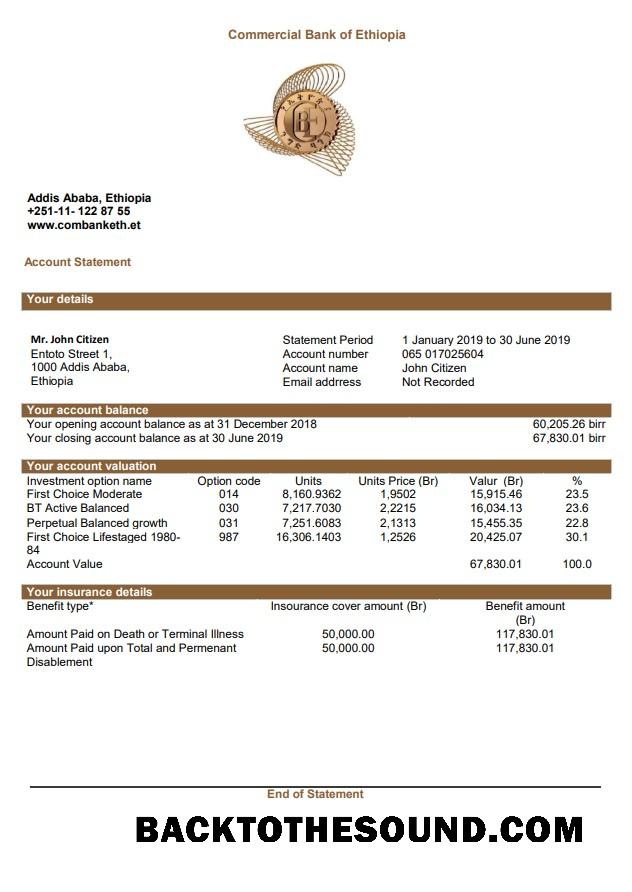 Commercial Bank of Ethiopia
CBE
Addis Ababa, Ethiopia
+251-11- 122 87 55
www.combanketh.et
Account Statement
Your details
Mr. John Citizen
Entoto Street 1,
1000 Addis Ababa,
Ethiopia
Statement Period 1 January 2019 to 30 June 2019
Account number 065 017025604
Account name John Citizen
Email adrress Not Recorded
Your account balance
Your opening account balance as at 31 December 2018 60,205.26 birr
Your closing account balance as at 30 June 2019 67,830.01 birr
Your account valuation
Investment option name Option code Units Units Price (Br) Valur (Br) %
First Choice Moderate 014 8,160.9362 1,9502 15,915.46 23.5
BT Active Balanced 030 7,217.7030 2,2215 16,034.13 23.6
Perpetual Balanced growth 031 7,251.6083 2,1313 15,455.35 22.8
First Choice Lifestaged 1980- 987 16,306.1403 1,2526 20,425.07 30.1
84
Account Value 67,830.01 100.0
Your insurance details
Benefit type* Insourance cover amount (Br) Benefit amount
(Br)
Amount Paid on Death or Terminal Illness 50,000.00 117,830.01
Amount Paid upon Total and Permenant 50,000.00 117,830.01
Disablement
End of Statement
BACKTOTHESOUND.COM